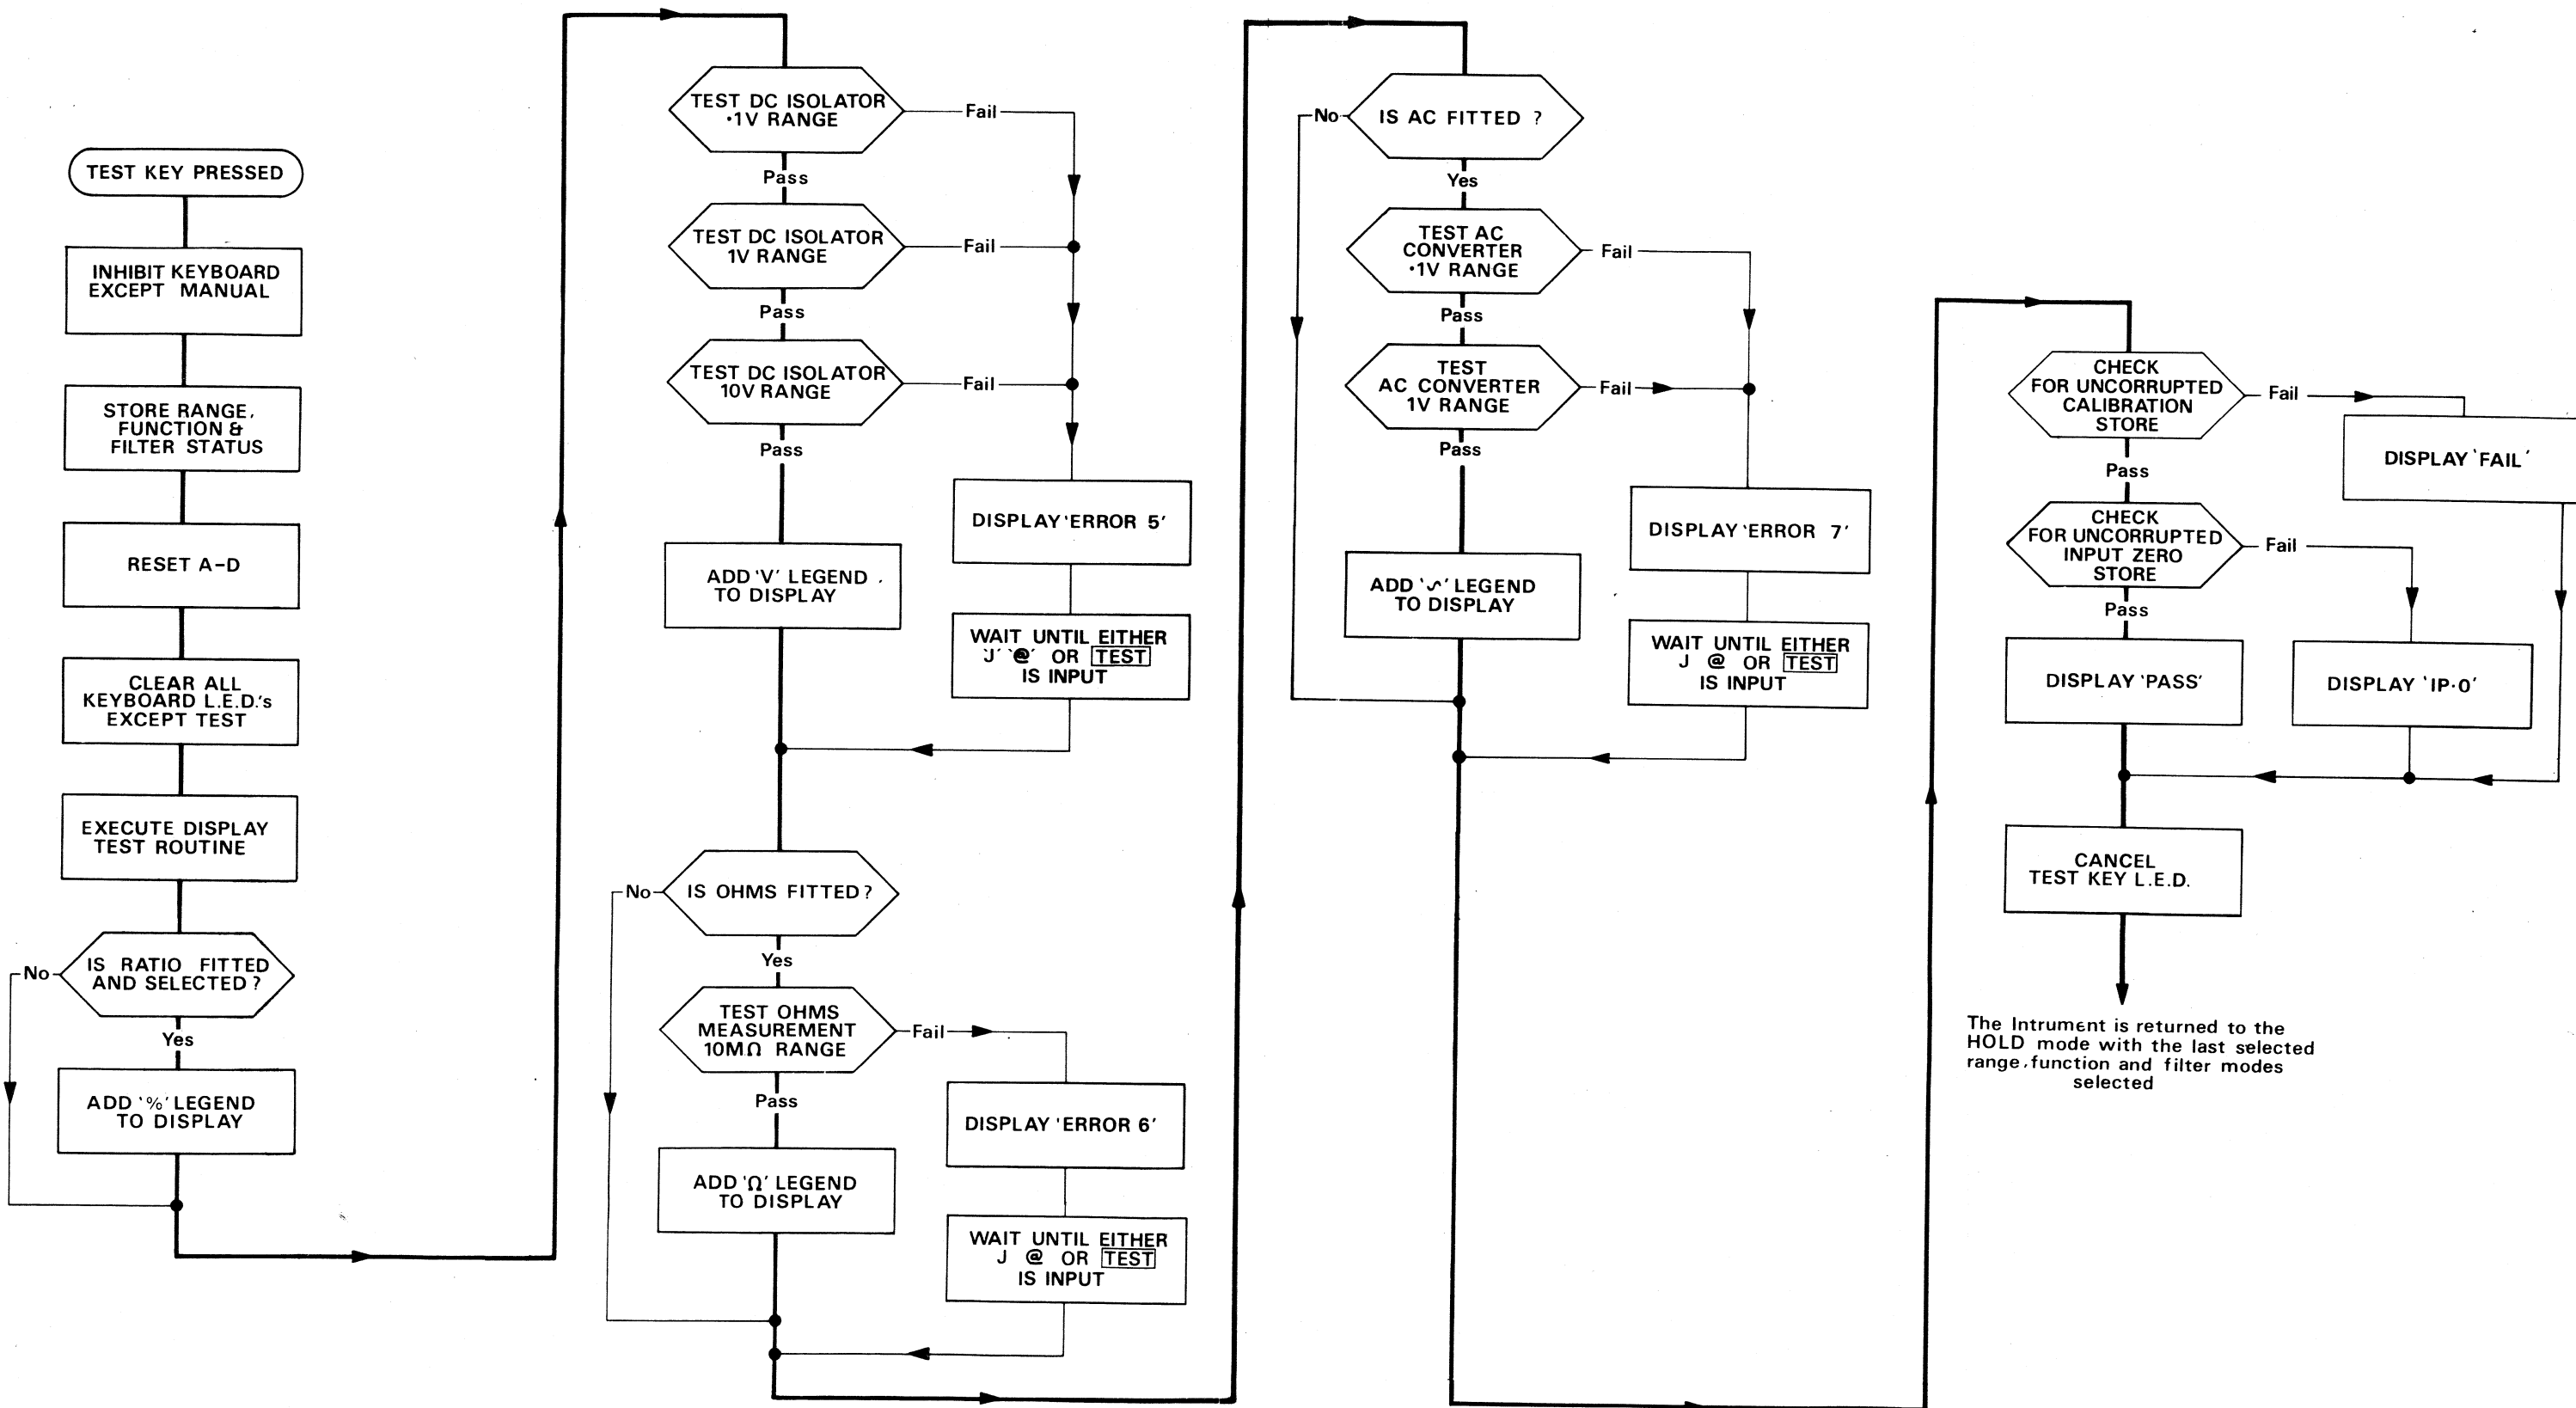 TEST KEY PRESSED
INHIBIT KEYBOARD
EXCEPT MANUAL
STORE RANGE,
FUNCTION &
FILTER STATUS
RESET A-D
CLEAR ALL
KEYBOARD L.E.D.'s
EXCEPT TEST
EXECUTE DISPLAY
TEST ROUTINE
IS RATIO FITTED
AND SELECTED?
No
Yes
ADD '%' LEGEND
TO DISPLAY
TEST DC ISOLATOR
·1V RANGE
Fail
Pass
TEST DC ISOLATOR
1V RANGE
Fail
Pass
TEST DC ISOLATOR
10V RANGE
Fail
Pass
DISPLAY 'ERROR 5'
ADD 'V' LEGEND
TO DISPLAY
WAIT UNTIL EITHER
'J' '@' OR TEST
IS INPUT
No
IS OHMS FITTED?
Yes
TEST OHMS
MEASUREMENT
10MΩ RANGE
Fail
Pass
DISPLAY 'ERROR 6'
ADD 'Ω' LEGEND
TO DISPLAY
WAIT UNTIL EITHER
J @ OR TEST
IS INPUT
No
IS AC FITTED ?
Yes
TEST AC
CONVERTER
·1V RANGE
Fail
Pass
TEST
AC CONVERTER
1V RANGE
Fail
Pass
DISPLAY 'ERROR 7'
ADD '∿' LEGEND
TO DISPLAY
WAIT UNTIL EITHER
J @ OR TEST
IS INPUT
CHECK
FOR UNCORRUPTED
CALIBRATION
STORE
Fail
DISPLAY 'FAIL'
Pass
CHECK
FOR UNCORRUPTED
INPUT ZERO
STORE
Fail
Pass
DISPLAY 'PASS'
DISPLAY 'IP·0'
CANCEL
TEST KEY L.E.D.
The Intrument is returned to the
HOLD mode with the last selected
range, function and filter modes
selected